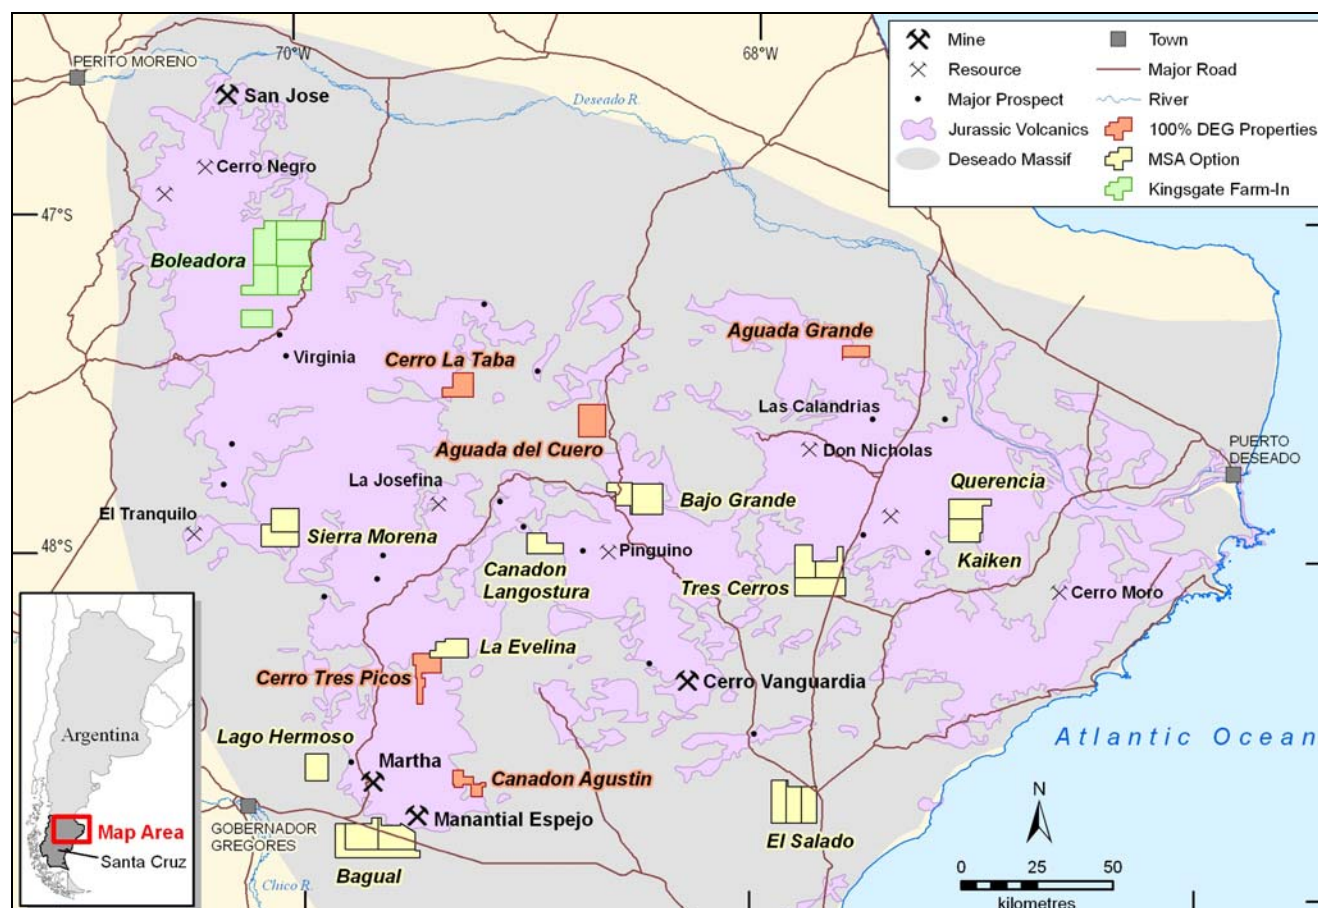 70°W
68°W
PERITO MORENO
San Jose
Deseado R.
Mine
Resource
Major Prospect
Jurassic Volcanics
Deseado Massif
Town
Major Road
River
100% DEG Properties
MSA Option
Kingsgate Farm-In
Cerro Negro
47°S
Boleadora
Virginia
Cerro La Taba
Aguada Grande
Las Calandrias
Aguada del Cuero
Don Nicholas
PUERTO
DESEADO
La Josefina
Bajo Grande
Querencia
El Tranquilo
Sierra Morena
48°S
Pinguino
Canadon
Langostura
Tres Cerros
Kaiken
Cerro Moro
La Evelina
Cerro Tres Picos
Cerro Vanguardia
Lago Hermoso
Martha
Canadon Agustin
Atlantic Ocean
GOBERNADOR
GREGORES
Manantial Espejo
El Salado
Bagual
Chico R.
Argentina
Map Area
Santa Cruz
N
0 25 50
kilometres